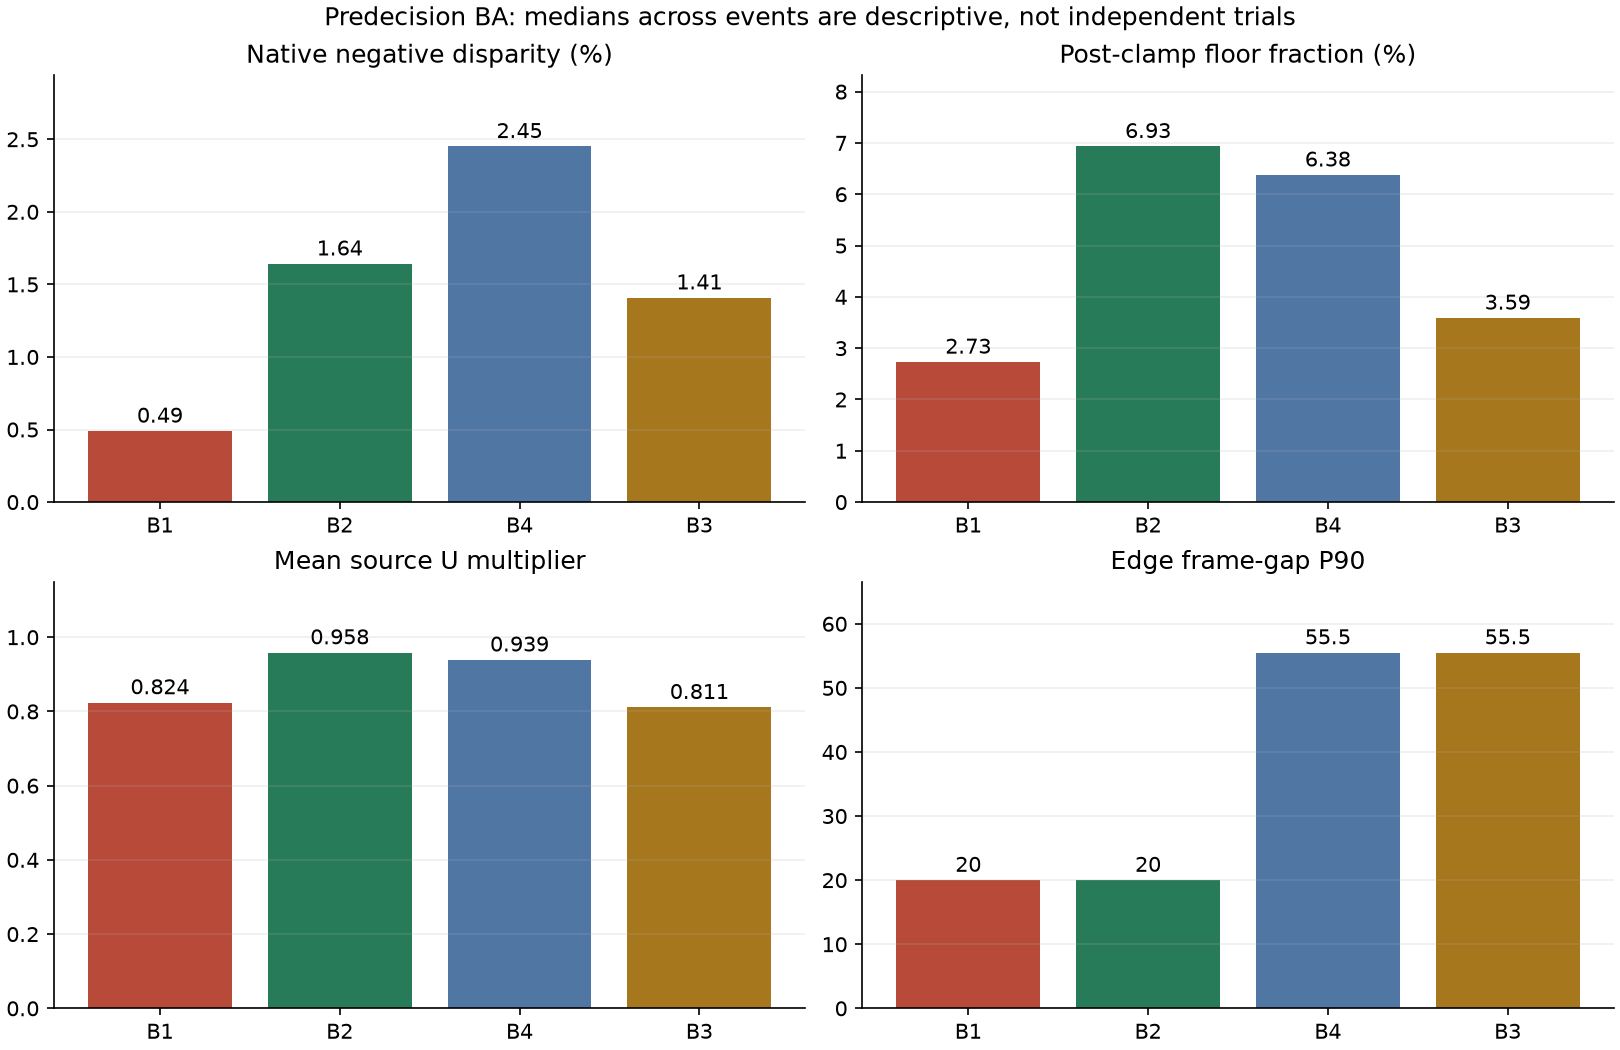 Predecision BA: medians across events are descriptive, not independent trials
Native negative disparity (%)
2.5
2.0
1.5
1.0
0.5
0.0
0.49
1.64
2.45
1.41
B1
B2
B4
B3
Post-clamp floor fraction (%)
8
7
6
5
4
3
2
1
0
2.73
6.93
6.38
3.59
B1
B2
B4
B3
Mean source U multiplier
1.0
0.8
0.6
0.4
0.2
0.0
0.824
0.958
0.939
0.811
B1
B2
B4
B3
Edge frame-gap P90
60
50
40
30
20
10
0
20
20
55.5
55.5
B1
B2
B4
B3